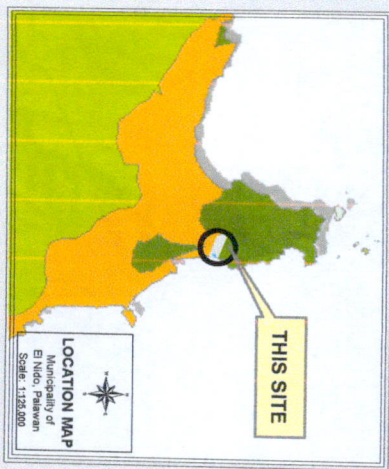 THIS SITE
LOCATION MAP
Municipality of
El Nido, Palawan
Scale: 1:125,000